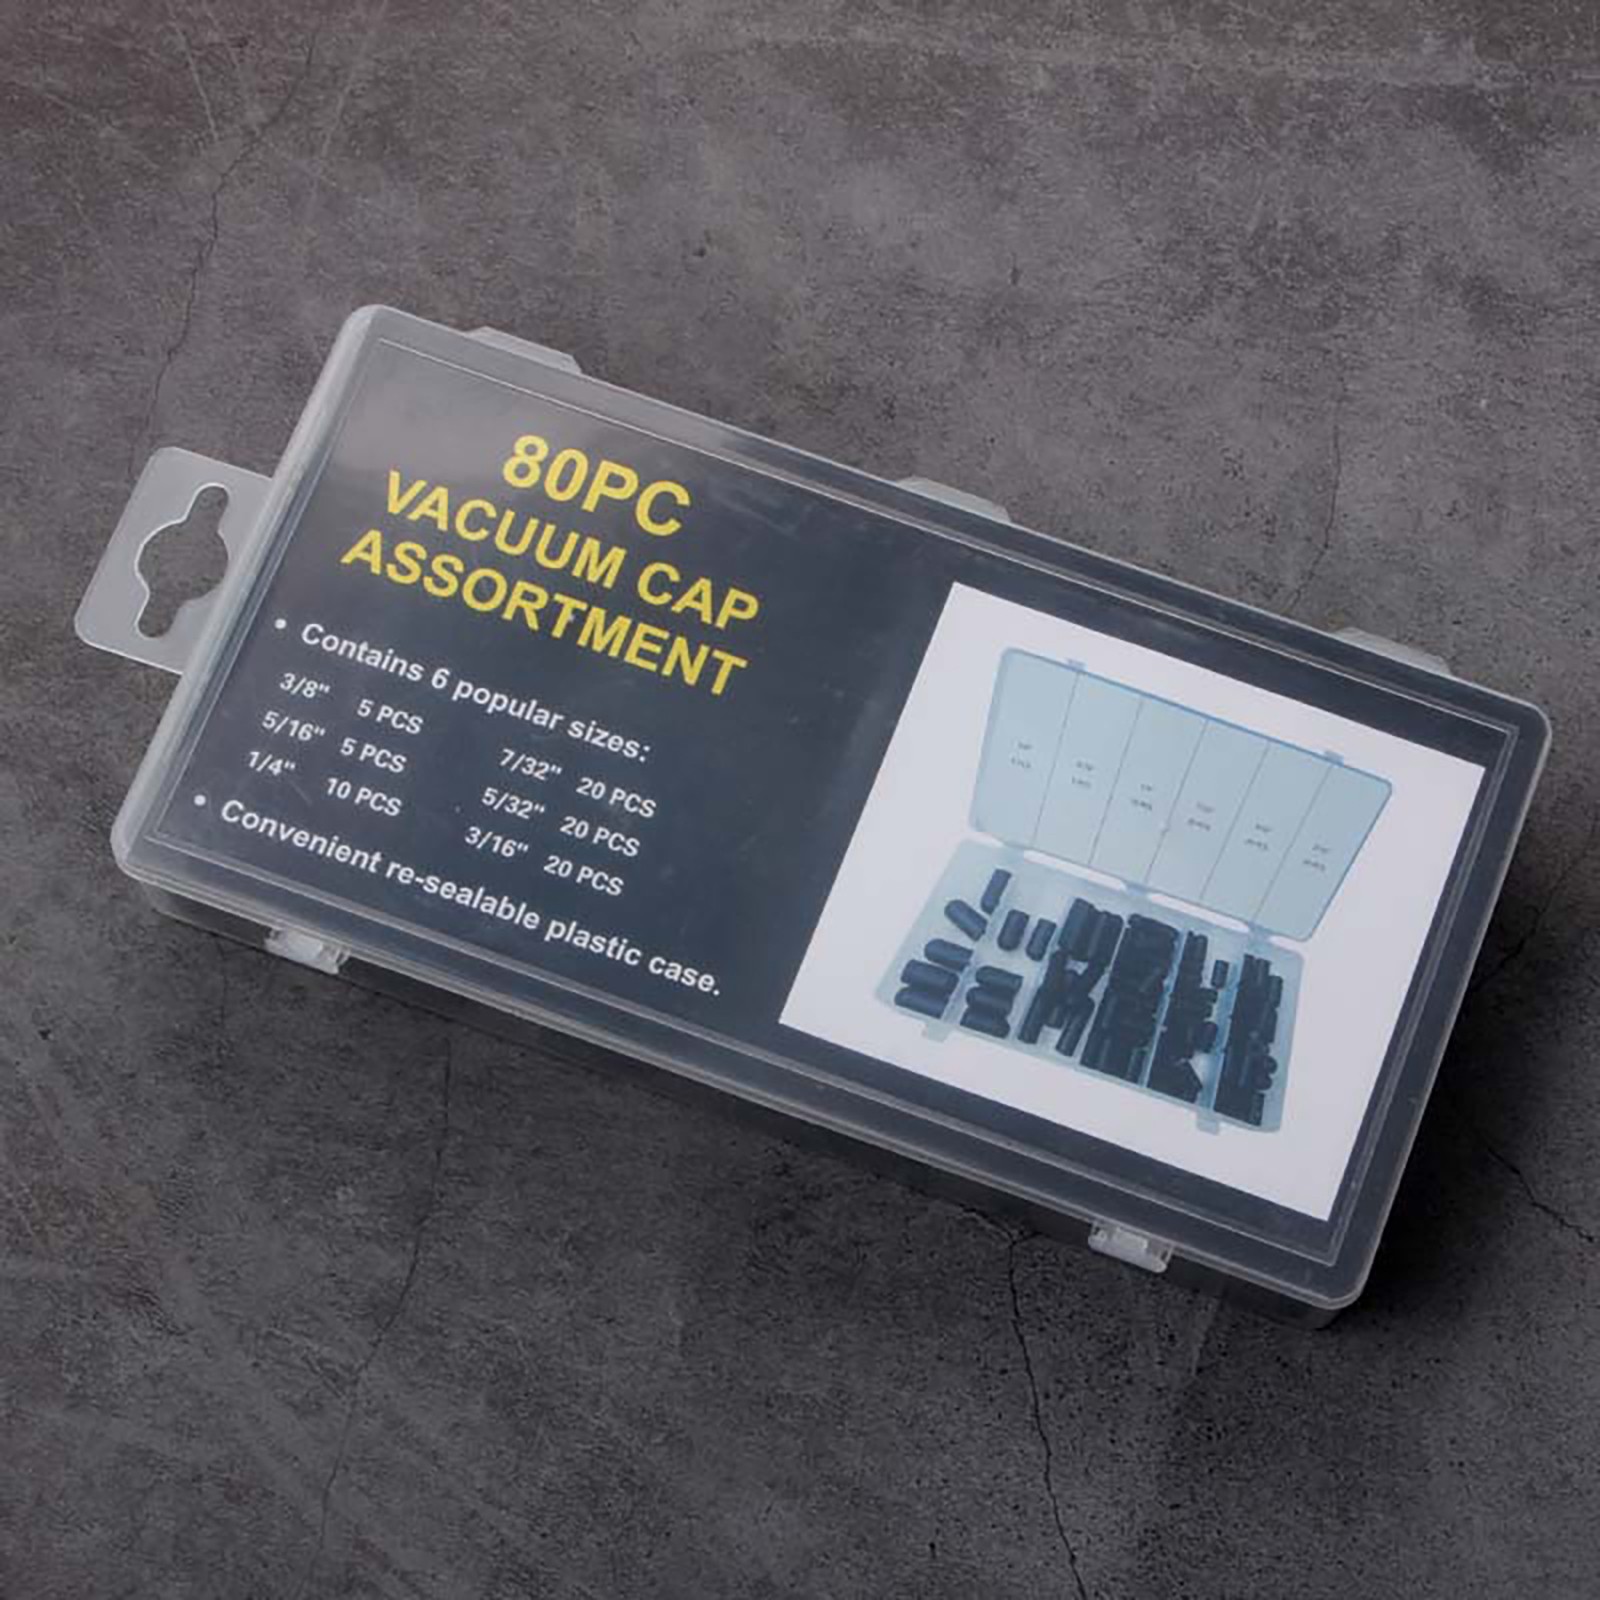 80PC
VACUUM CAP
ASSORTMENT
• Contains 6 popular sizes:
3/8" 5 PCS 7/32" 20 PCS
5/16" 5 PCS 5/32" 20 PCS
1/4" 10 PCS 3/16" 20 PCS
• Convenient re-sealable plastic case.